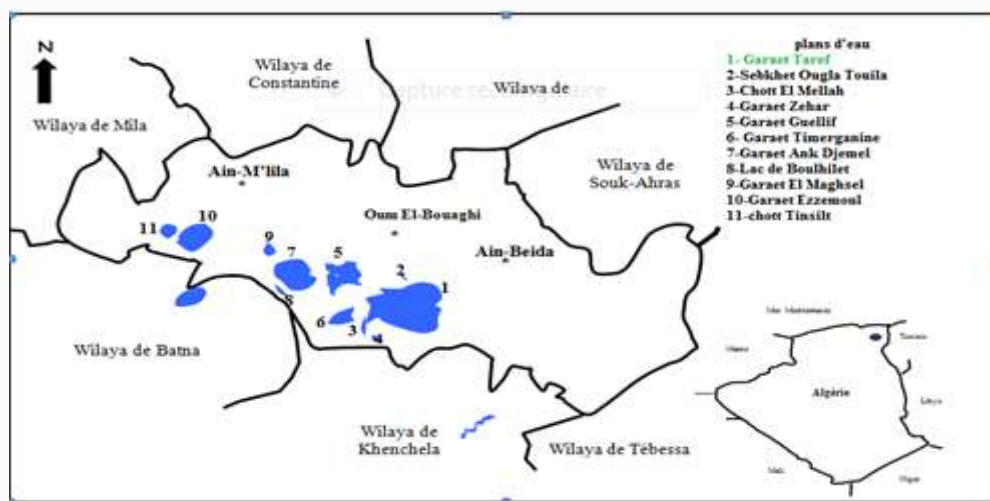 N
Wilaya de Mila
Wilaya de
Constantine
Wilaya de
Wilaya de
Souk-Ahras
Ain-M'lila
Oum El-Bouaghi
Ain-Beida
11
10
9
7
5
2
1
8
6
3
4
Wilaya de Batna
Wilaya de
Khenchela
Wilaya de Tébessa
plans d'eau
1- Garaet Taref
2-Sebkhet Ougla Touila
3-Chott El Mellah
4-Garaet Zehar
5-Garaet Guellif
6- Garaet Timerganine
7-Garaet Ank Djemel
8-Lac de Boulhilet
9-Garaet El Maghsel
10-Garaet Ezzemoul
11-chott Tinsilt
Algérie